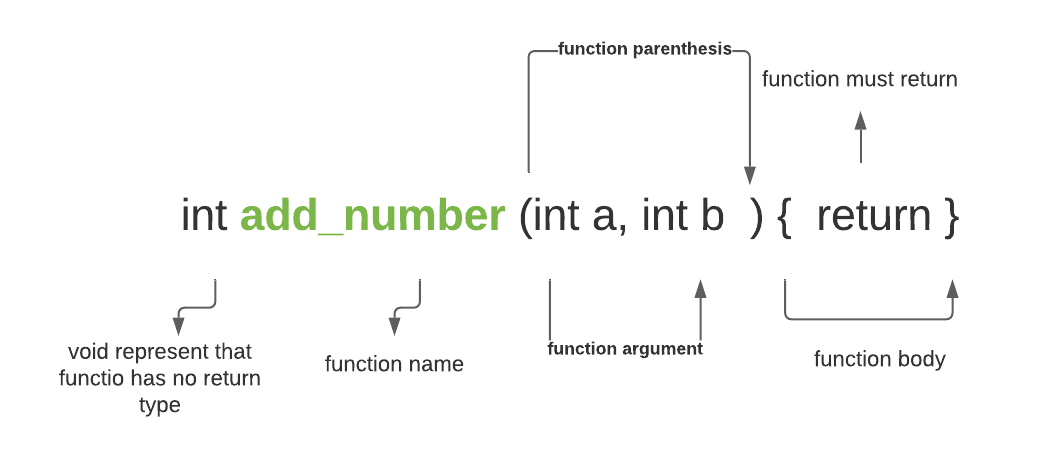 function parenthesis
function must return
int add_number (int a, int b ) { return }
void represent that
functio has no return
type
function name
function argument
function body